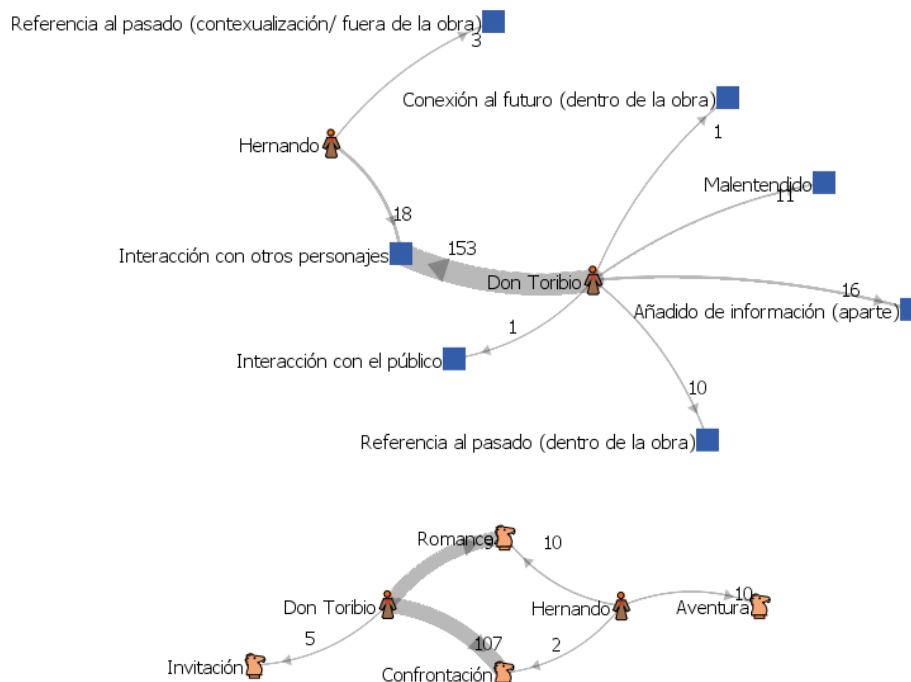 Referencia al pasado (contexualización/ fuera de la obra)
3
Conexión al futuro (dentro de la obra)
1
Hernando
Malentendido
11
18
Interacción con otros personajes
153
Don Toribio
16
Añadido de información (aparte)
1
Interacción con el público
10
Referencia al pasado (dentro de la obra)
Romance
10
Don Toribio
Hernando
10
Aventura
5
107
2
Invitación
Confrontación